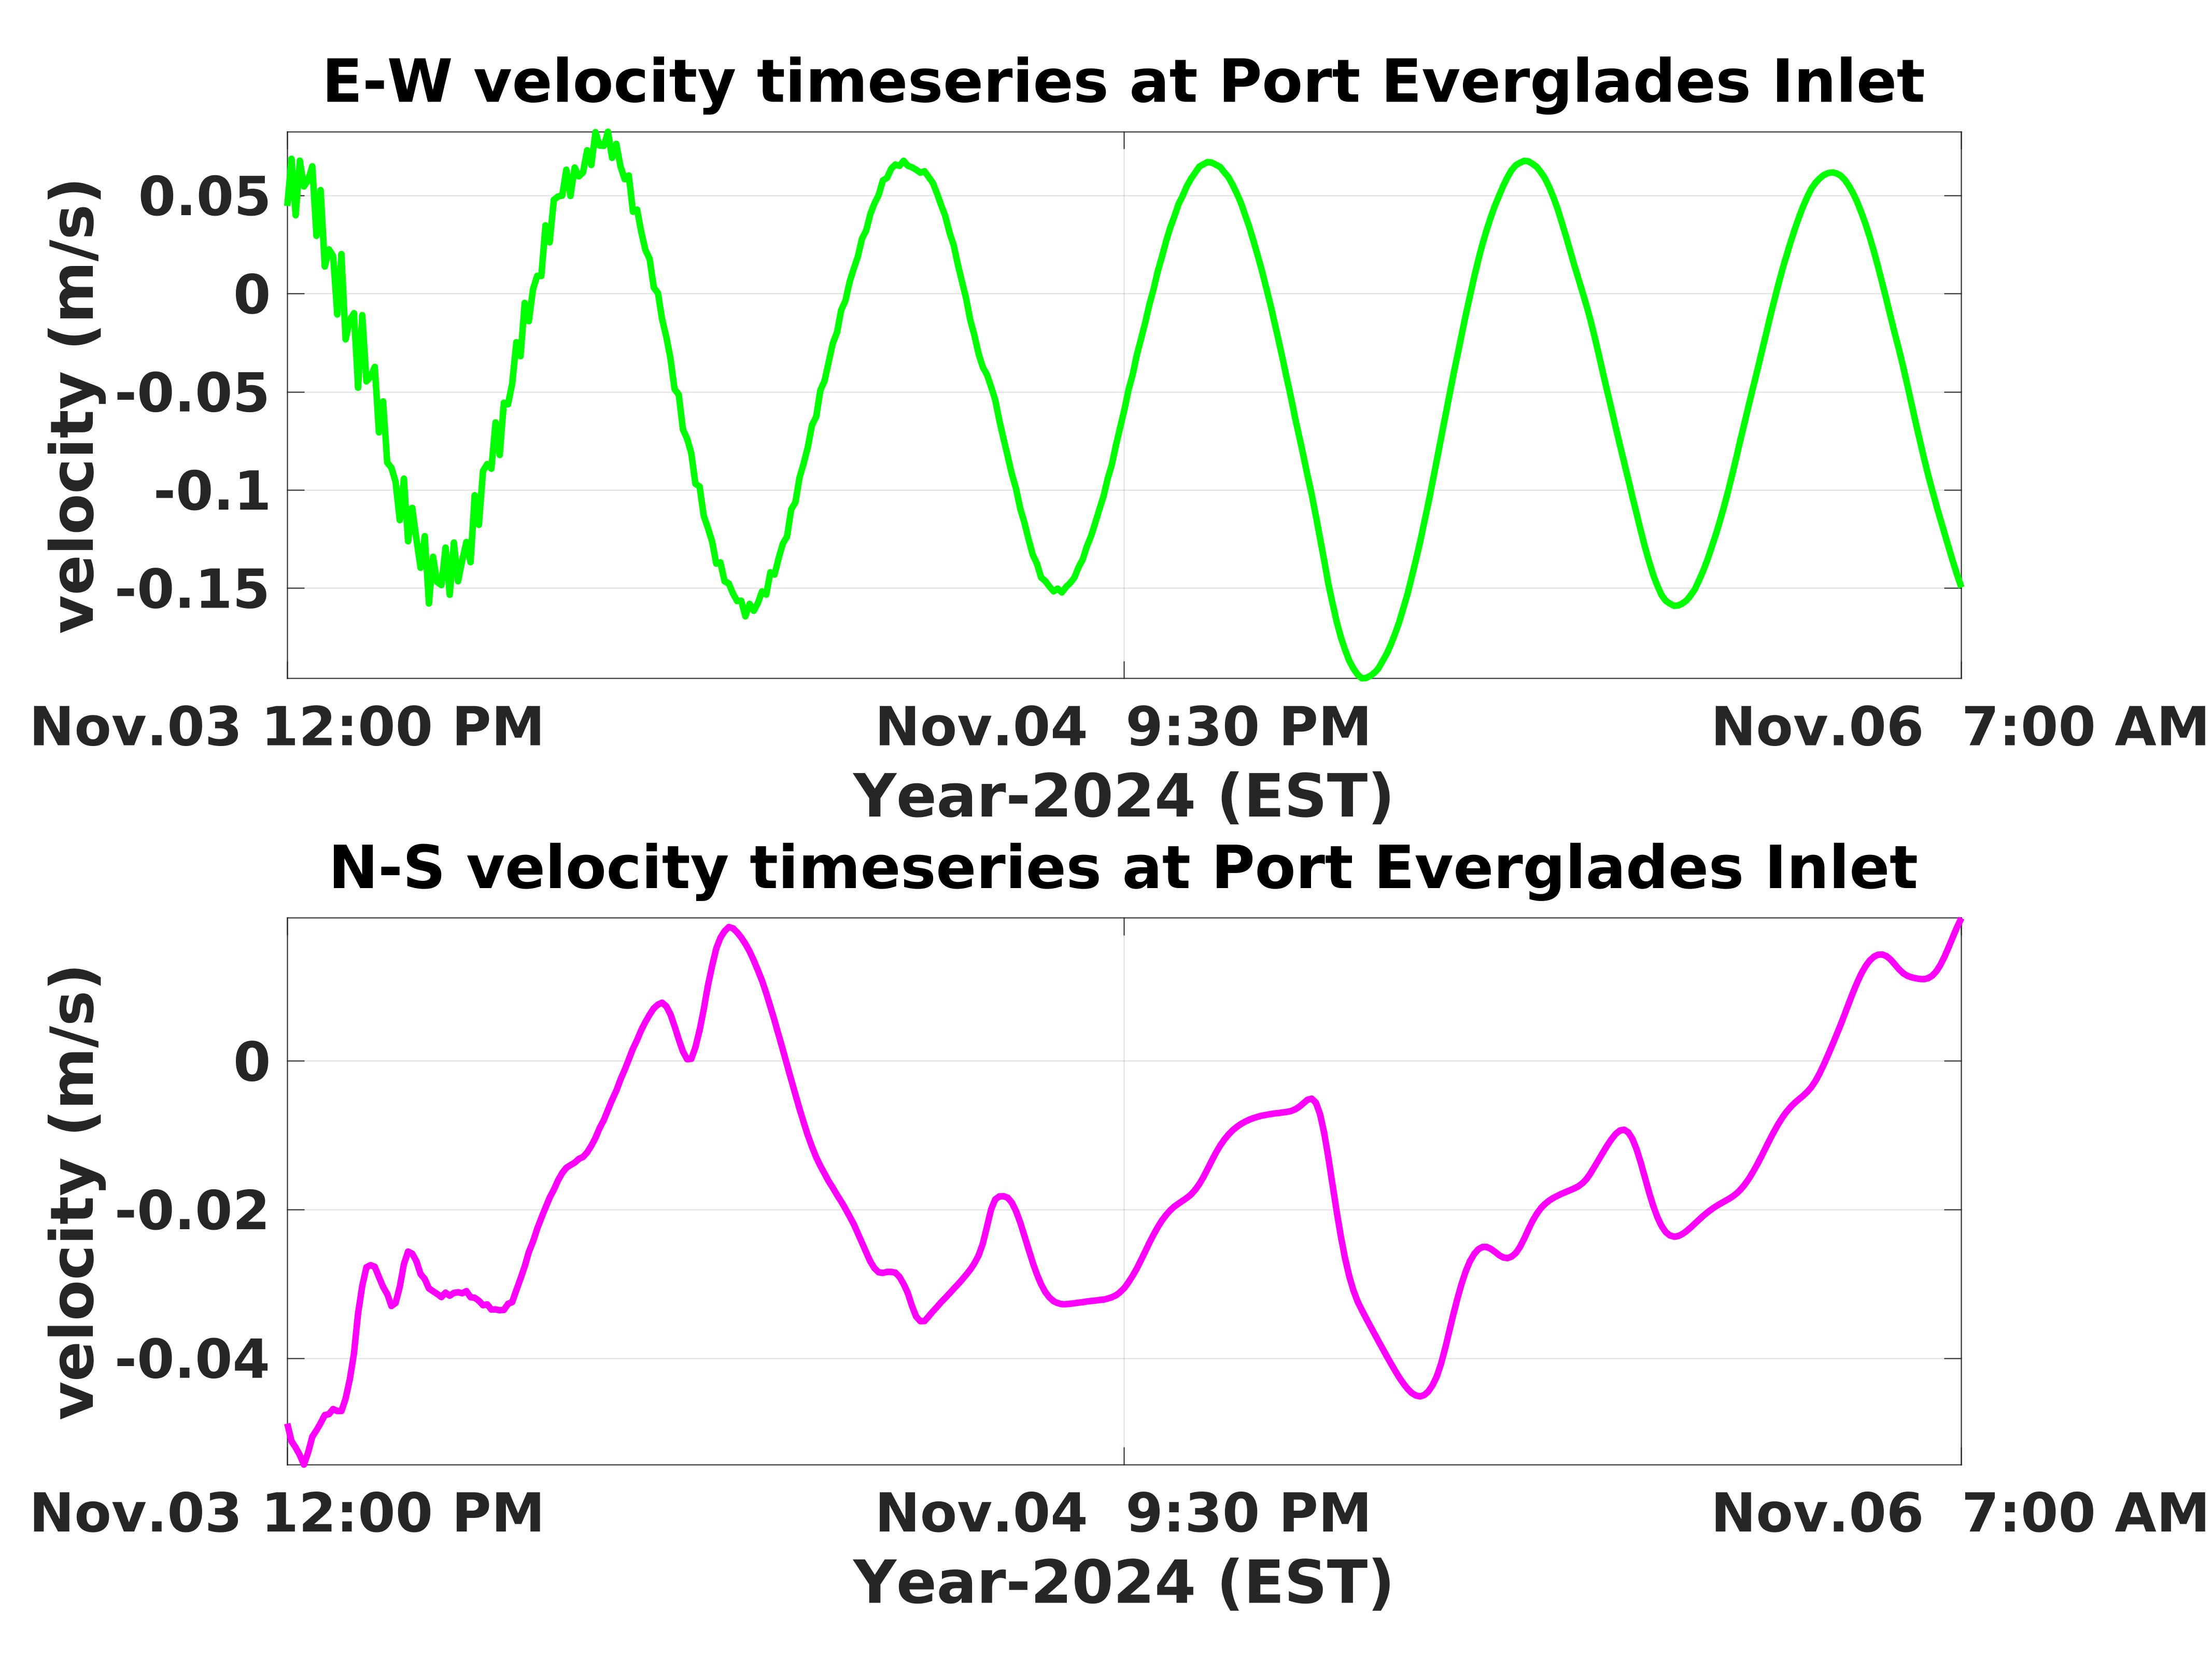 E-W velocity timeseries at Port Everglades Inlet
velocity (m/s)
0.05
0
-0.05
-0.1
-0.15
Nov.03 12:00 PM Nov.04 9:30 PM Nov.06 7:00 AM
Year-2024 (EST)
N-S velocity timeseries at Port Everglades Inlet
velocity (m/s)
0
-0.02
-0.04
Nov.03 12:00 PM Nov.04 9:30 PM Nov.06 7:00 AM
Year-2024 (EST)